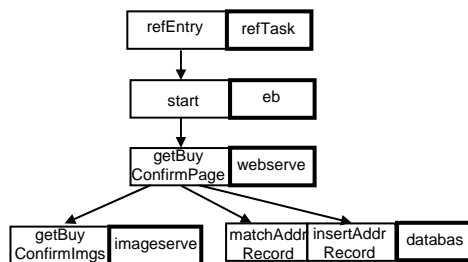 refEntry refTask
start eb
getBuy
ConfirmPage webserve
getBuy
ConfirmImgs imageserve
matchAddr
Record
insertAddr
Record
databas